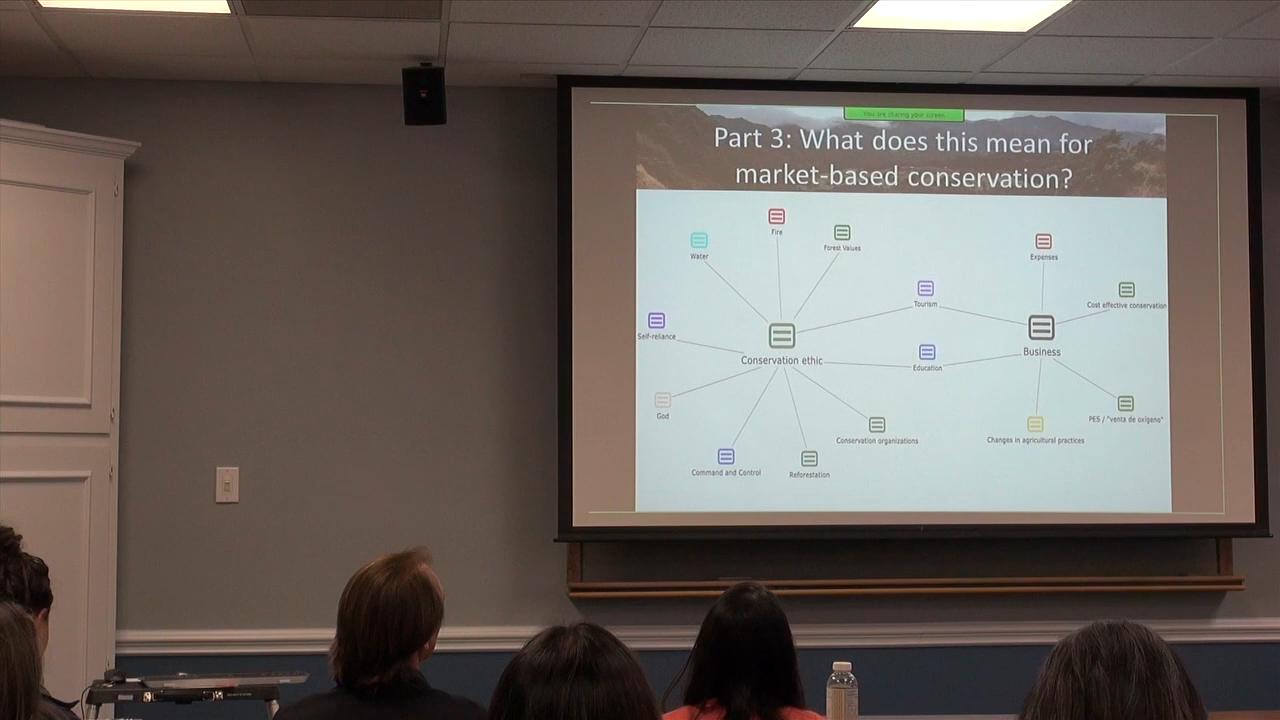 You are sharing your screen
Part 3: What does this mean for
market-based conservation?
Fire
Water
Forest Values
Expenses
Tourism
Cost effective conservation
Self-reliance
Conservation ethic
Business
Education
God
PES / "venta de oxigeno"
Conservation organizations
Changes in agricultural practices
Command and Control
Reforestation